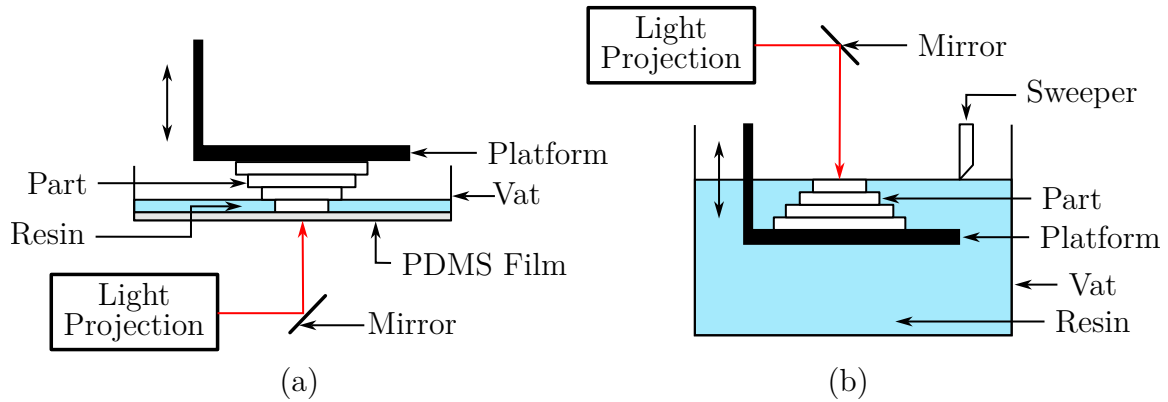 Light
Projection
Mirror
Sweeper
Platform
Part
Vat
Resin
PDMS Film
Light
Projection
Mirror
Part
Platform
Vat
Resin
(a)
(b)